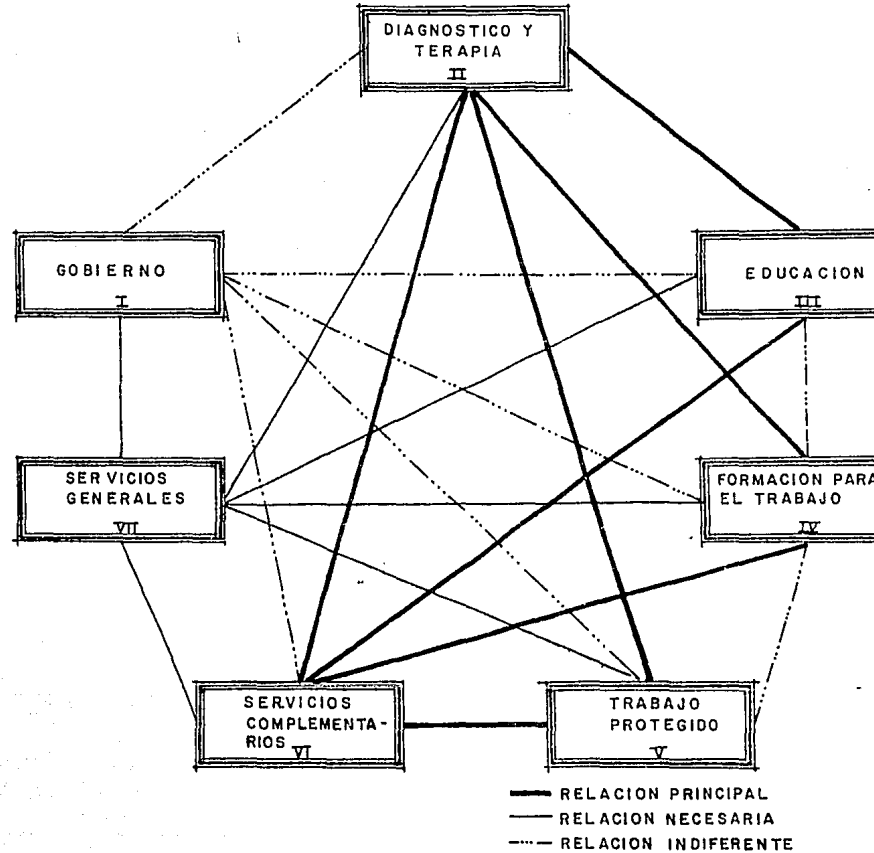 DIAGNOSTICO Y
TERAPIA
II
GOBIERNO
I
EDUCACION
III
SERVICIOS
GENERALES
VII
FORMACION PARA
EL TRABAJO
IV
SERVICIOS
COMPLEMENTA-
RIOS
VI
TRABAJO
PROTEGIDO
V
RELACION PRINCIPAL
RELACION NECESARIA
RELACION INDIFERENTE